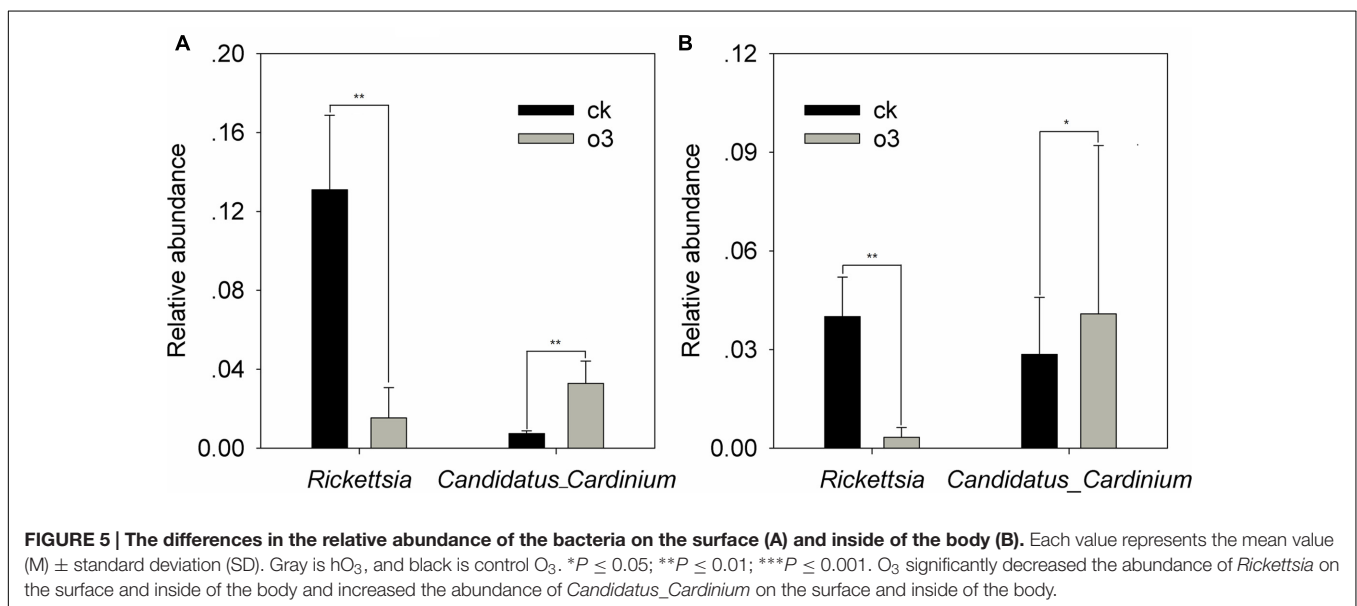 A
B
.20
.16
.12
.08
.04
0.00
Relative abundance
**
**
ck
o3
Rickettsia
Candidatus_Cardinium
.12
.09
.06
.03
0.00
Relative abundance
**
*
ck
o3
Rickettsia
Candidatus_Cardinium
FIGURE 5 | The differences in the relative abundance of the bacteria on the surface (A) and inside of the body (B). Each value represents the mean value
(M) ± standard deviation (SD). Gray is hO₃, and black is control O₃. *P ≤ 0.05; **P ≤ 0.01; ***P ≤ 0.001. O₃ significantly decreased the abundance of Rickettsia on
the surface and inside of the body and increased the abundance of Candidatus_Cardinium on the surface and inside of the body.